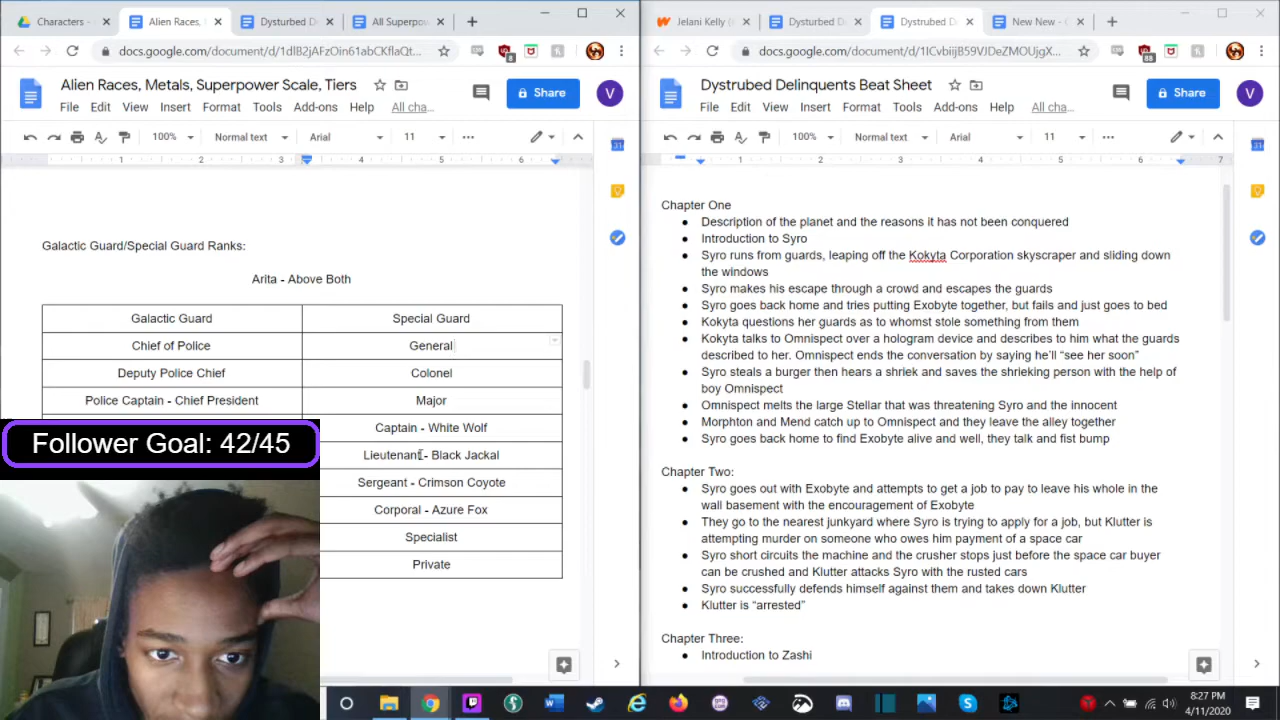 Characters -
Alien Races,
Dysturbed De
All Superpow
Jelani Kelly (
Dysturbed D
Dystrubed D
New New - C
docs.google.com/document/d/1dlB2jAFzOin61abCKflaQt...
docs.google.com/document/d/1ICvbiijB59VJDeZMOUjgX...
8
88
Alien Races, Metals, Superpower Scale, Tiers
Share
V
File Edit View Insert Format Tools Add-ons Help All cha...
Dystrubed Delinquents Beat Sheet
Share
V
File Edit View Insert Format Tools Add-ons Help All cha...
100% Normal text Arial 11
100% Normal text Arial 11
1 2 3 4 5 6
1 2 3 4 5 6 7
Galactic Guard/Special Guard Ranks:
Arita - Above Both
Galactic Guard Special Guard
Chief of Police General
Deputy Police Chief Colonel
Police Captain - Chief President Major
Captain - White Wolf
Lieutenant - Black Jackal
Sergeant - Crimson Coyote
Corporal - Azure Fox
Specialist
Private
Follower Goal: 42/45
Chapter One
Description of the planet and the reasons it has not been conquered
Introduction to Syro
Syro runs from guards, leaping off the Kokyta Corporation skyscraper and sliding down
the windows
Syro makes his escape through a crowd and escapes the guards
Syro goes back home and tries putting Exobyte together, but fails and just goes to bed
Kokyta questions her guards as to whomst stole something from them
Kokyta talks to Omnispect over a hologram device and describes to him what the guards
described to her. Omnispect ends the conversation by saying he'll “see her soon”
Syro steals a burger then hears a shriek and saves the shrieking person with the help of
boy Omnispect
Omnispect melts the large Stellar that was threatening Syro and the innocent
Morphton and Mend catch up to Omnispect and they leave the alley together
Syro goes back home to find Exobyte alive and well, they talk and fist bump
Chapter Two:
Syro goes out with Exobyte and attempts to get a job to pay to leave his whole in the
wall basement with the encouragement of Exobyte
They go to the nearest junkyard where Syro is trying to apply for a job, but Klutter is
attempting murder on someone who owes him payment of a space car
Syro short circuits the machine and the crusher stops just before the space car buyer
can be crushed and Klutter attacks Syro with the rusted cars
Syro successfully defends himself against them and takes down Klutter
Klutter is “arrested”
Chapter Three:
Introduction to Zashi
8:27 PM
4/11/2020